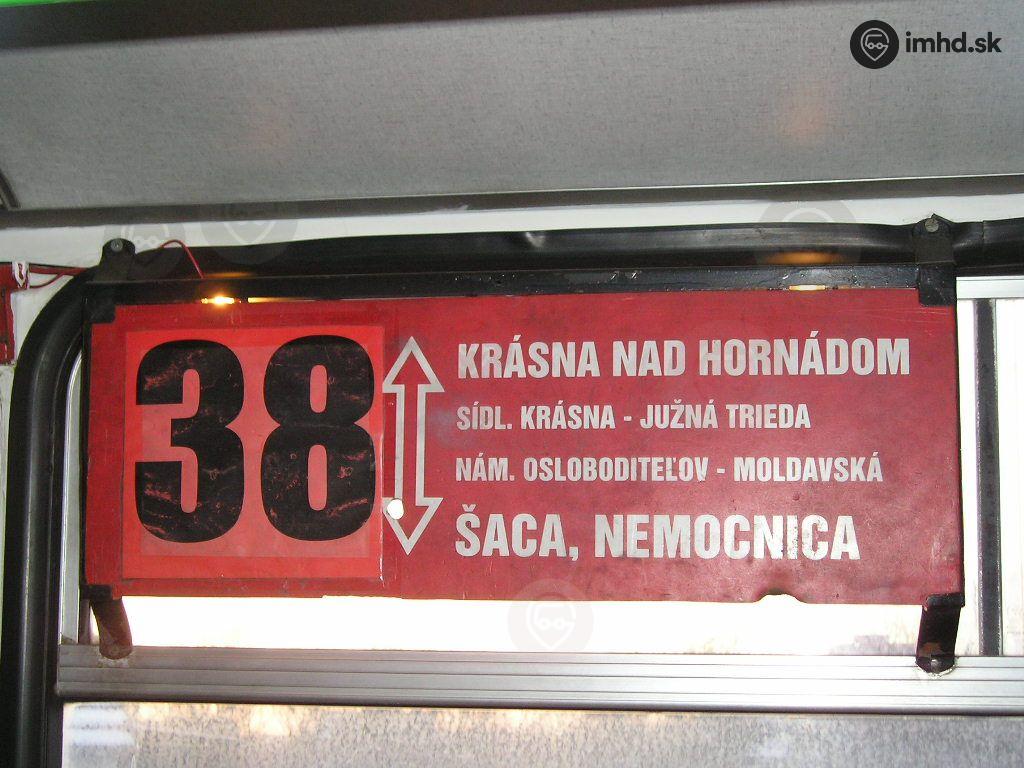 imhd.sk
38
KRÁSNA NAD HORNÁDOM
SÍDL. KRÁSNA - JUŽNÁ TRIEDA
NÁM. OSLOBODITEĽOV - MOLDAVSKÁ
ŠACA, NEMOCNICA